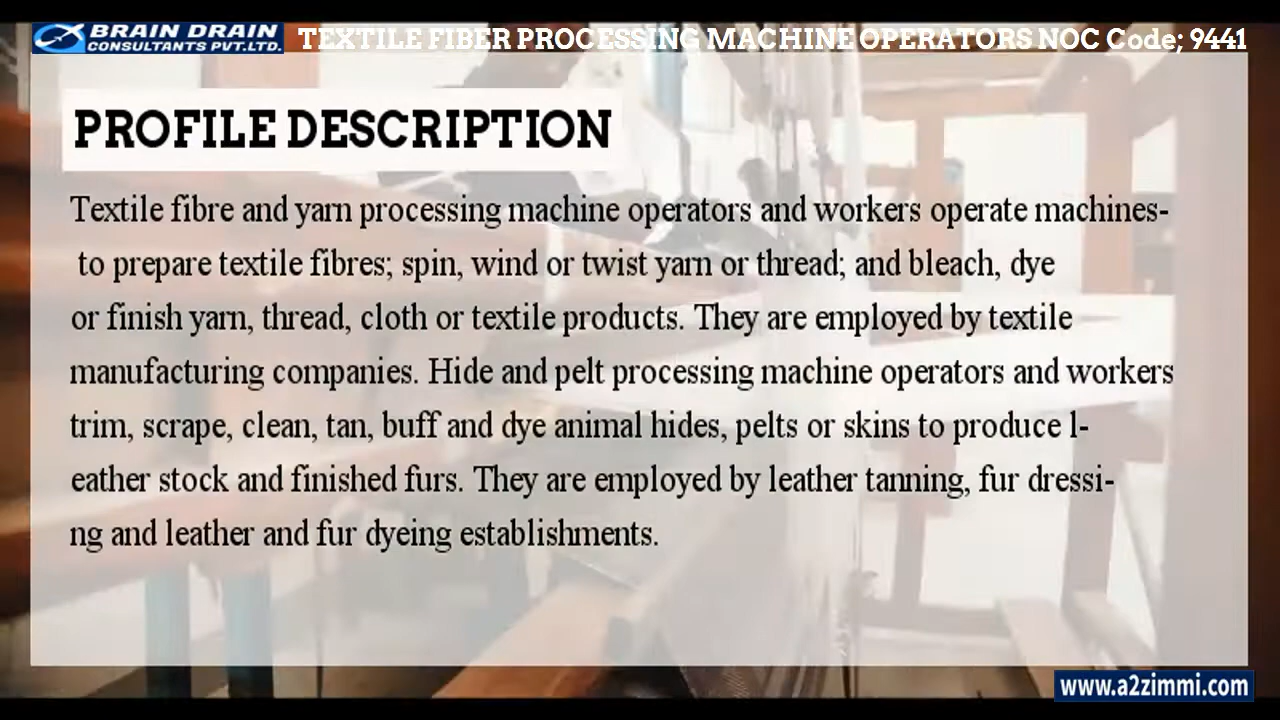 BRAIN DRAIN
CONSULTANTS PVT.LTD.
TEXTILE FIBER PROCESSING MACHINE OPERATORS NOC Code; 9441
PROFILE DESCRIPTION
Textile fibre and yarn processing machine operators and workers operate machines-
to prepare textile fibres; spin, wind or twist yarn or thread; and bleach, dye
or finish yarn, thread, cloth or textile products. They are employed by textile
manufacturing companies. Hide and pelt processing machine operators and workers
trim, scrape, clean, tan, buff and dye animal hides, pelts or skins to produce l-
eather stock and finished furs. They are employed by leather tanning, fur dressi-
ng and leather and fur dyeing establishments.
www.a2zimmi.com